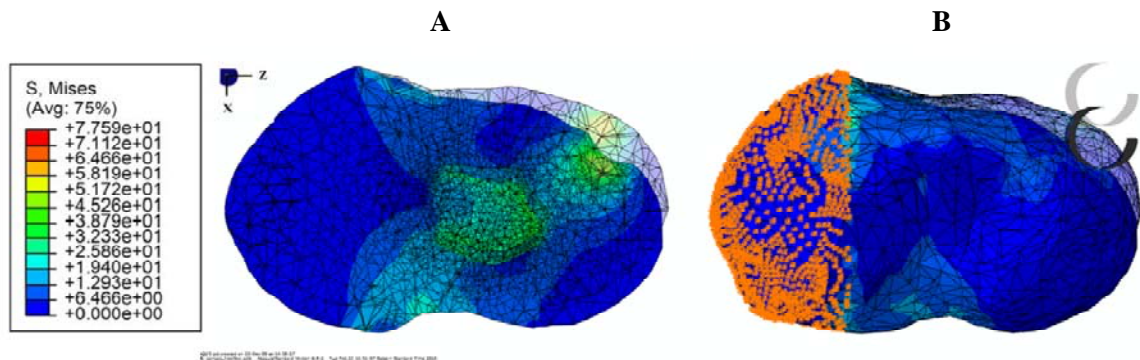 A
B
S, Mises
(Avg: 75%)
+7.759e+01
+7.112e+01
+6.466e+01
+5.819e+01
+5.172e+01
+4.526e+01
+3.879e+01
+3.233e+01
+2.586e+01
+1.940e+01
+1.293e+01
+6.466e+00
+0.000e+00
Z
X